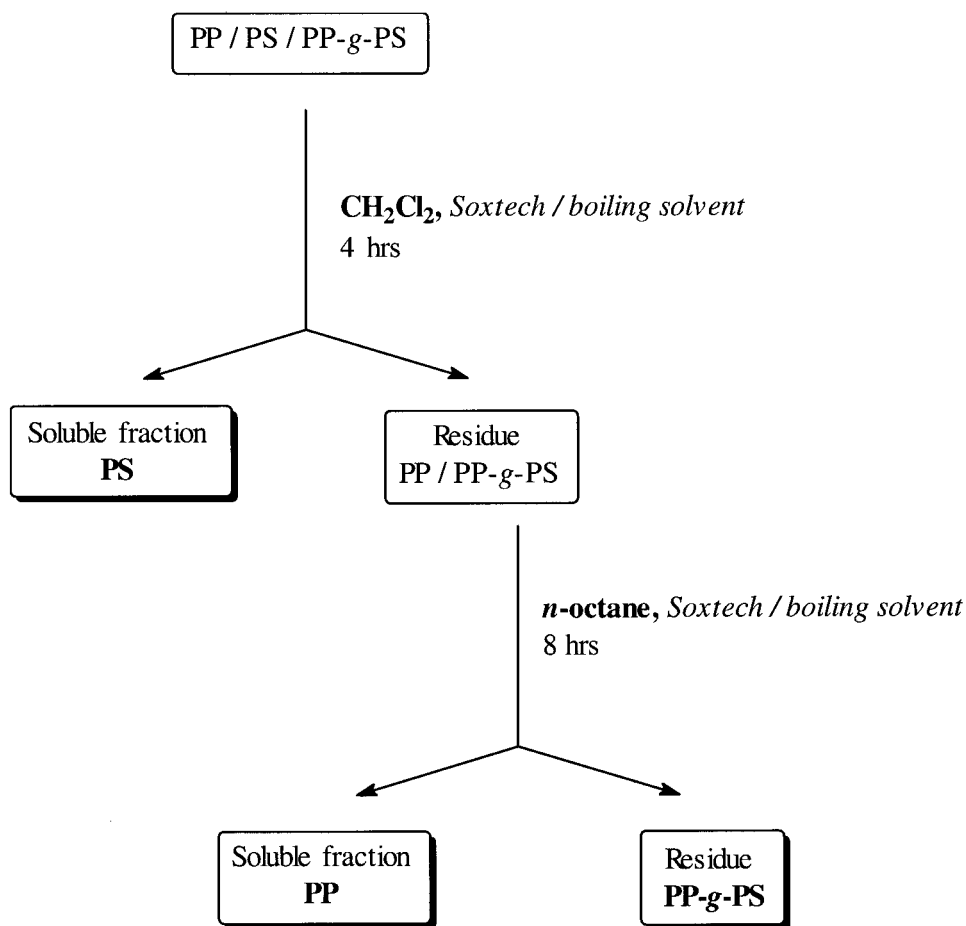 PP / PS / PP-g-PS
CH2Cl2, Soxtech / boiling solvent
4 hrs
Soluble fraction
PS
Residue
PP / PP-g-PS
n-octane, Soxtech / boiling solvent
8 hrs
Soluble fraction
PP
Residue
PP-g-PS